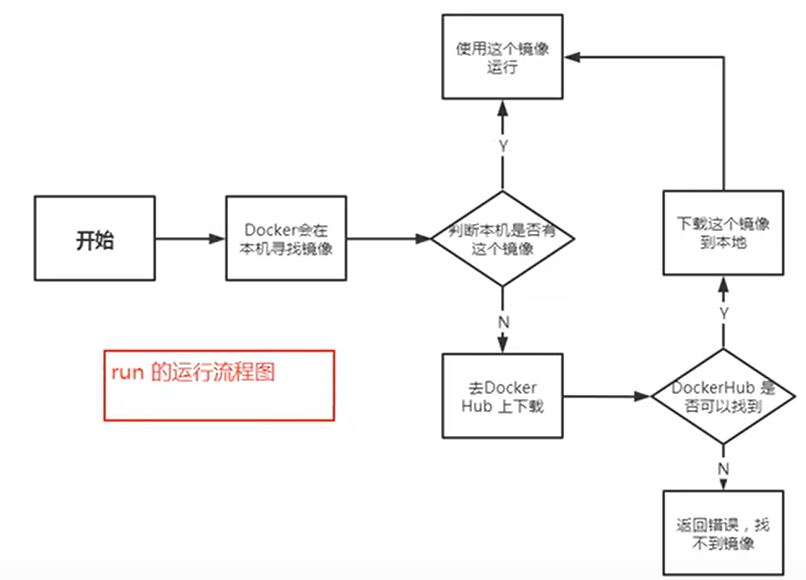 使用这个镜像
运行
Y
开始
Docker会在
本机寻找镜像
判断本机是否有
这个镜像
下载这个镜像
到本地
N
Y
run 的运行流程图
去Docker
Hub 上下载
DockerHub 是
否可以找到
N
返回错误，找
不到镜像